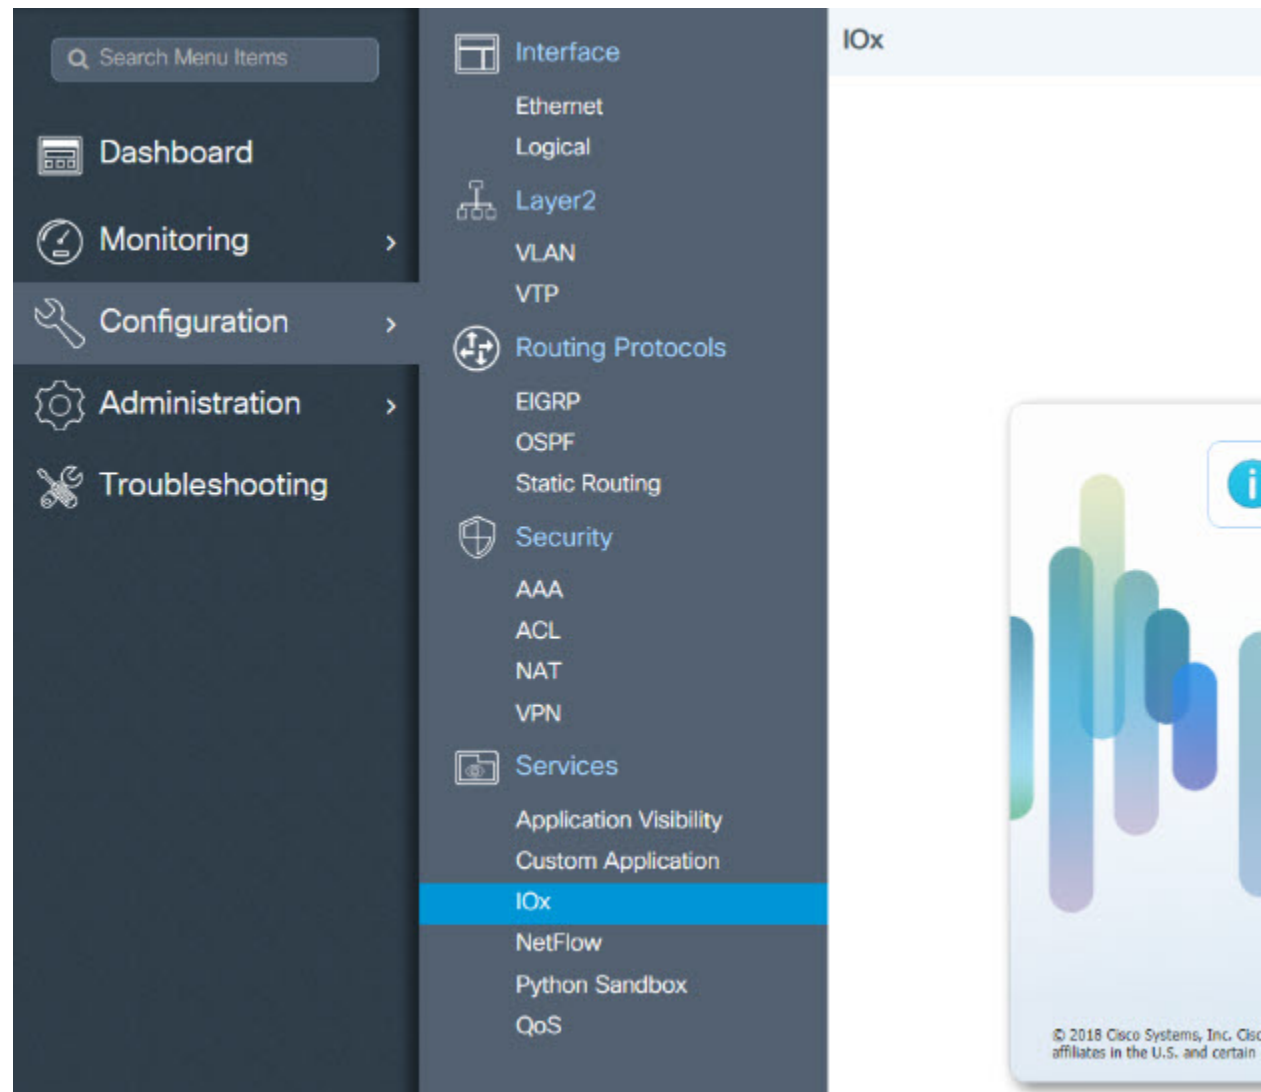 Search Menu Items
Dashboard
Monitoring
Configuration
Administration
Troubleshooting
Interface
Ethernet
Logical
Layer2
VLAN
VTP
Routing Protocols
EIGRP
OSPF
Static Routing
Security
AAA
ACL
NAT
VPN
Services
Application Visibility
Custom Application
IOx
NetFlow
Python Sandbox
QoS
IOx
© 2018 Cisco Systems, Inc. Cisc
affiliates in the U.S. and certain